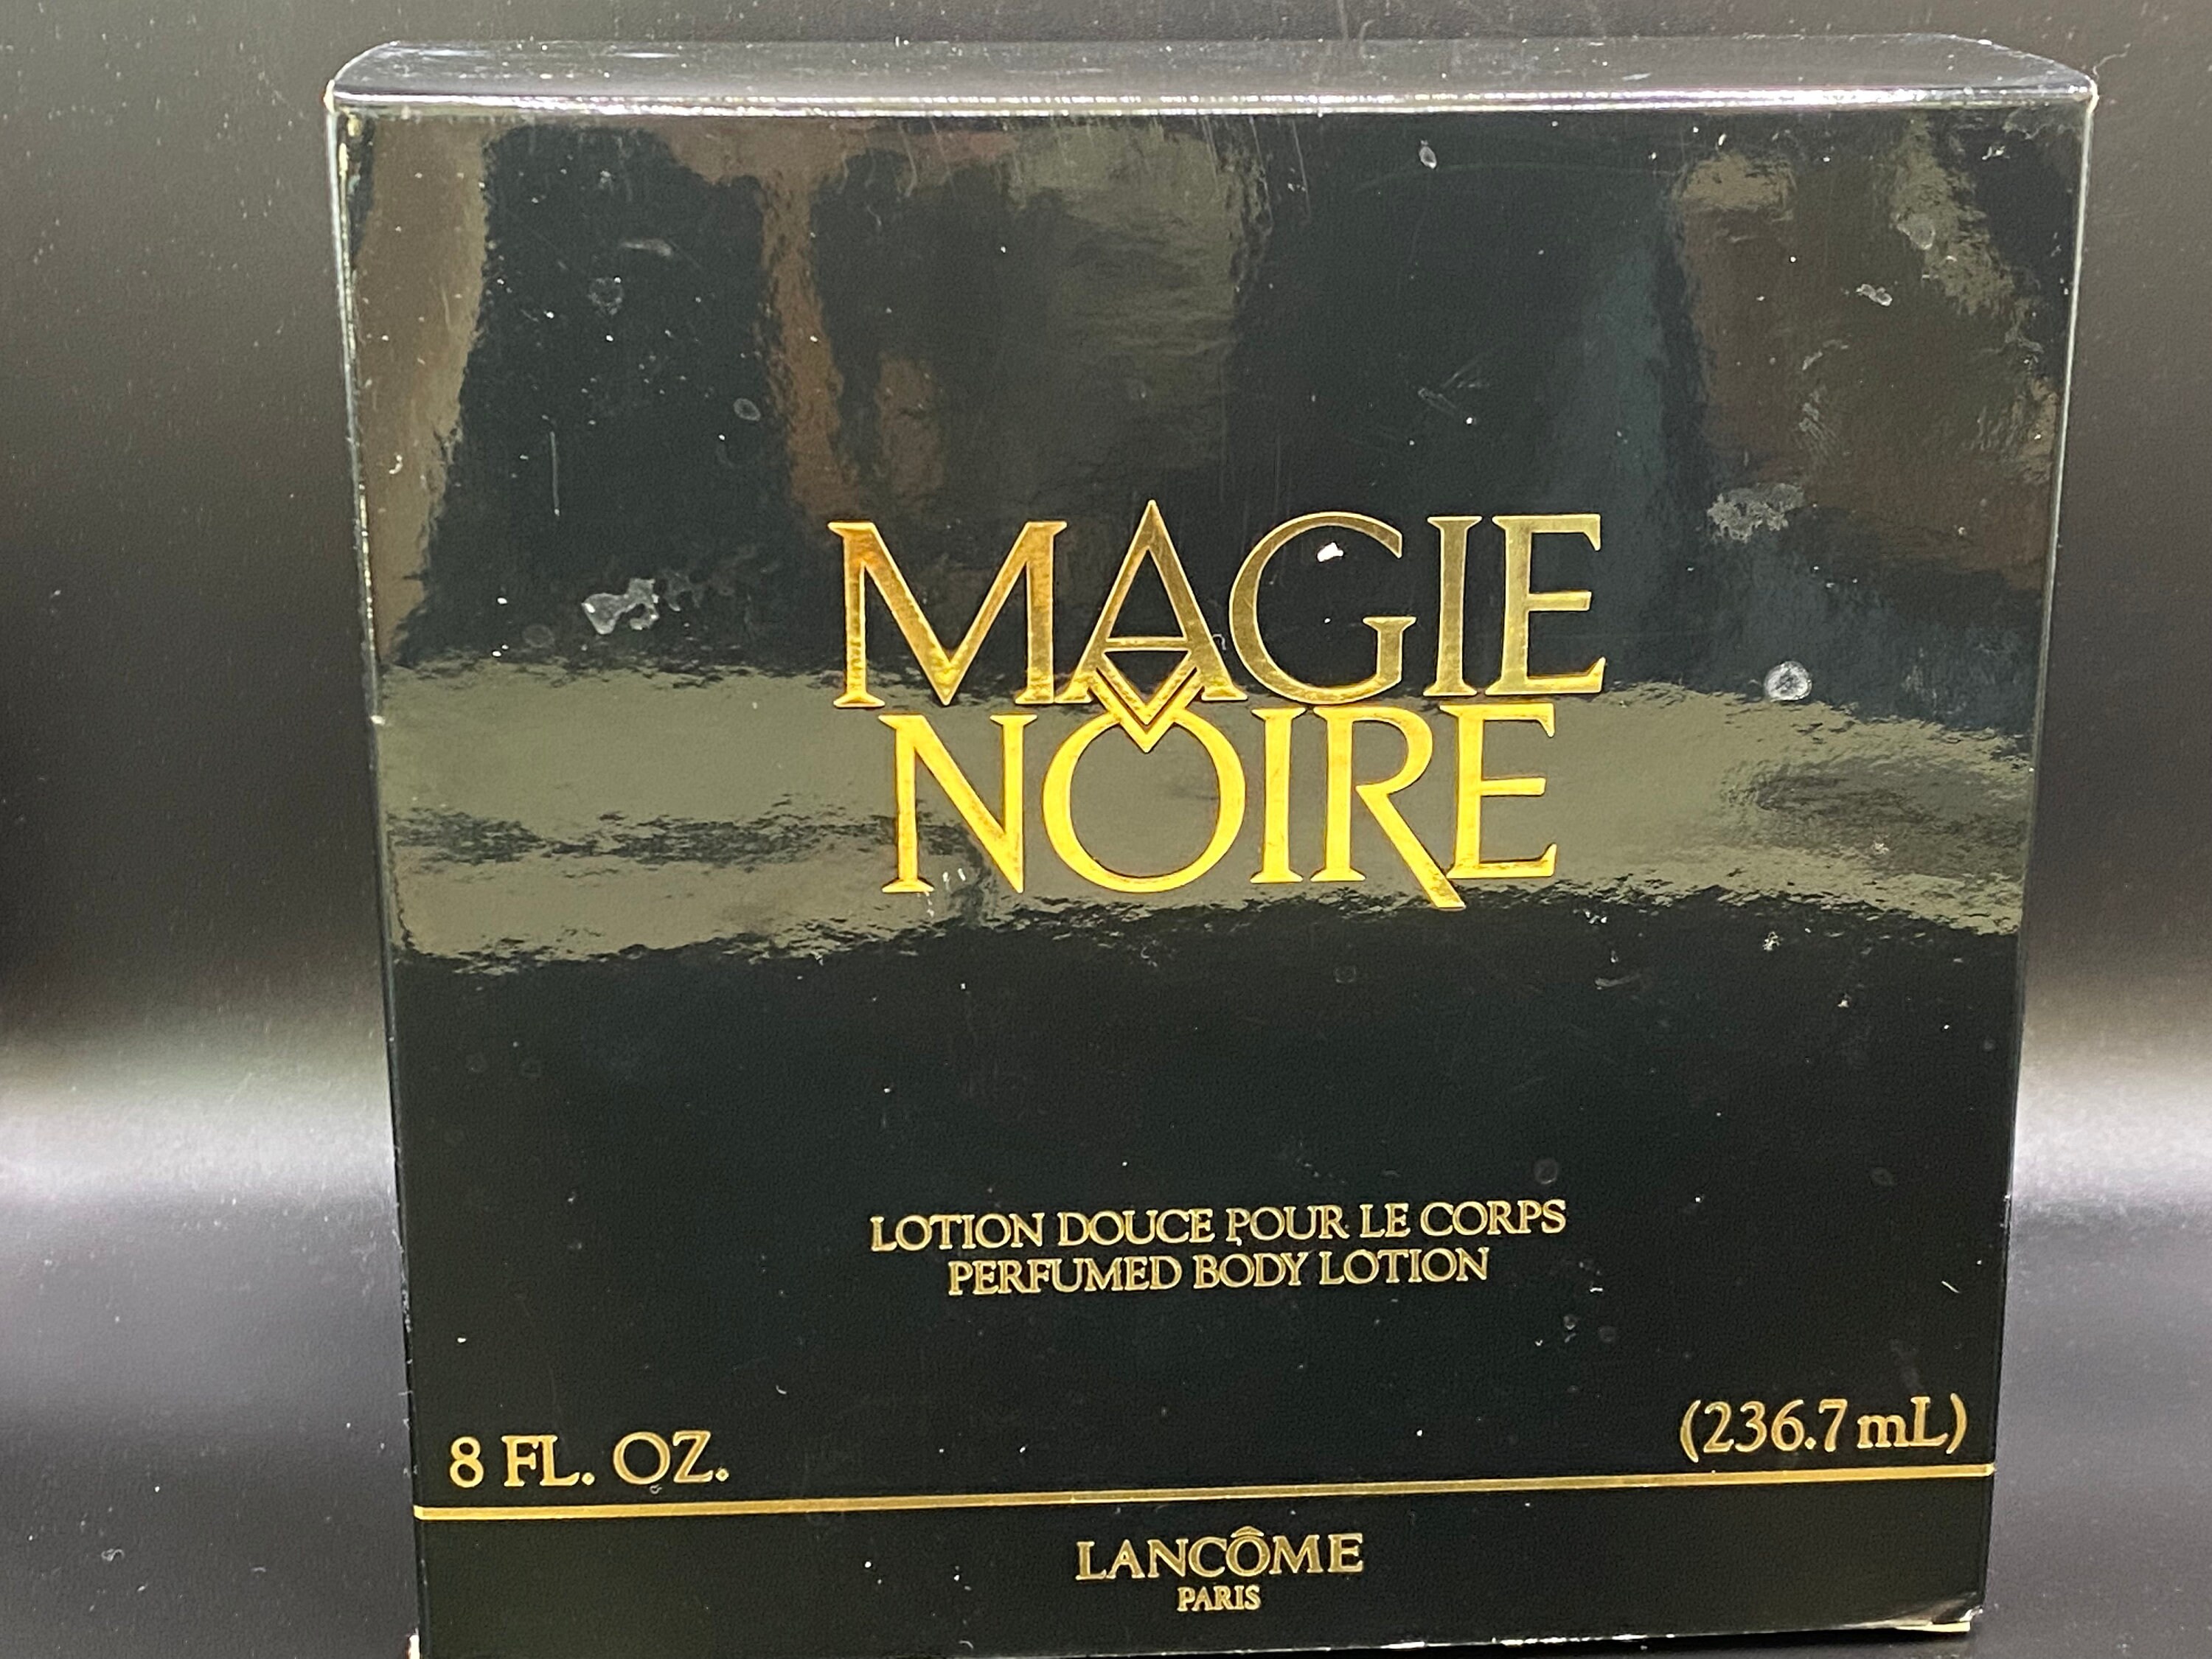 MAGIE
NOIRE
LOTION DOUCE POUR LE CORPS
PERFUMED BODY LOTION
8 FL. OZ.
(236.7 mL)
LANCÔME
PARIS